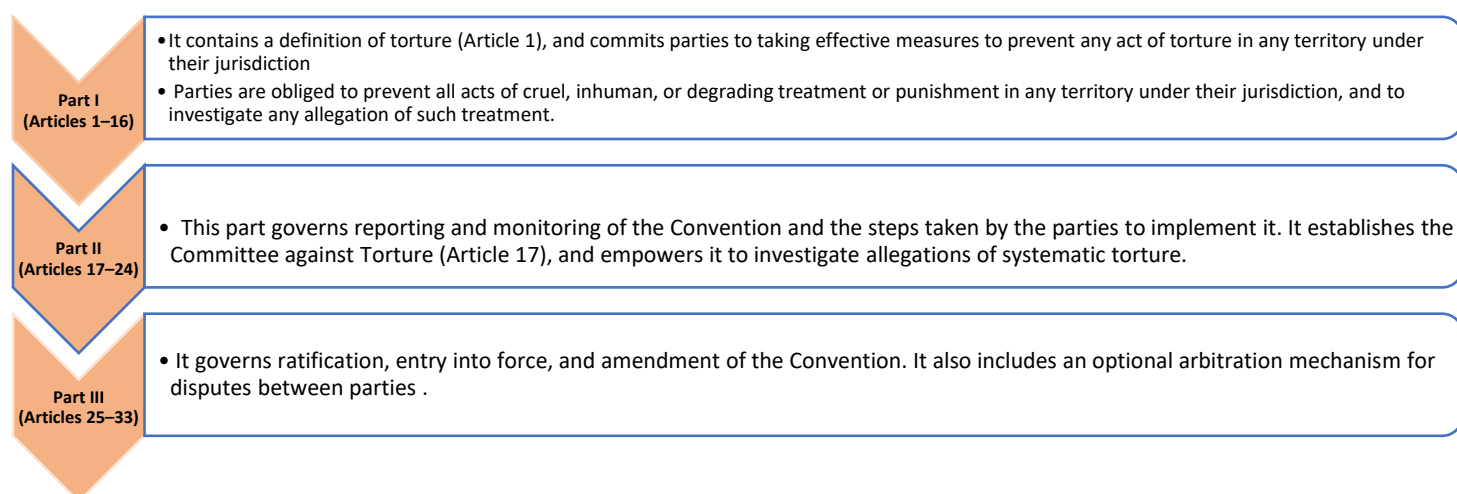 Part I
(Articles 1–16)
•It contains a definition of torture (Article 1), and commits parties to taking effective measures to prevent any act of torture in any territory under
their jurisdiction
• Parties are obliged to prevent all acts of cruel, inhuman, or degrading treatment or punishment in any territory under their jurisdiction, and to
investigate any allegation of such treatment.
Part II
(Articles 17–24)
• This part governs reporting and monitoring of the Convention and the steps taken by the parties to implement it. It establishes the
Committee against Torture (Article 17), and empowers it to investigate allegations of systematic torture.
Part III
(Articles 25–33)
• It governs ratification, entry into force, and amendment of the Convention. It also includes an optional arbitration mechanism for
disputes between parties .